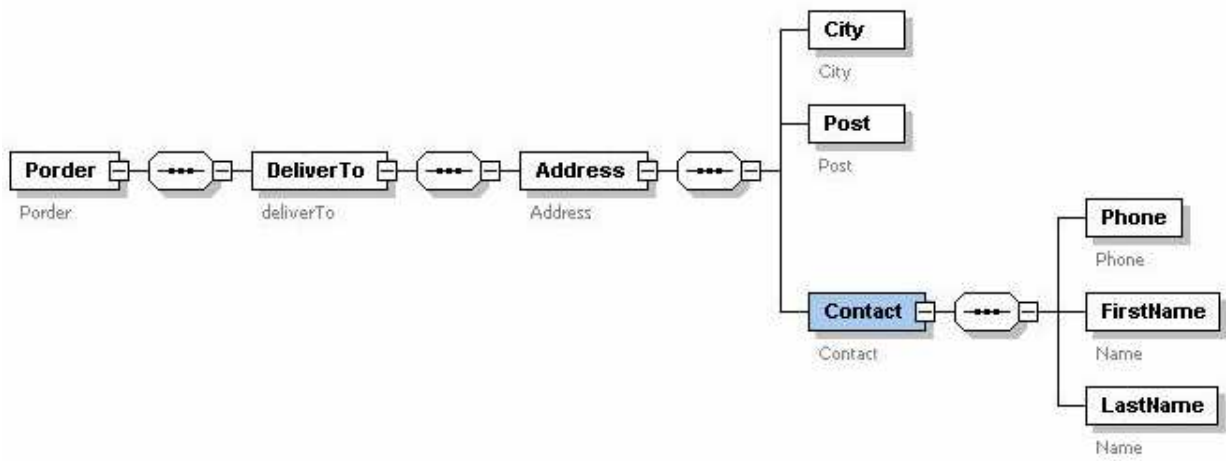 City
City
Post
Post
Porder
Porder
DeliverTo
deliverTo
Address
Address
Contact
Contact
Phone
Phone
FirstName
Name
LastName
Name